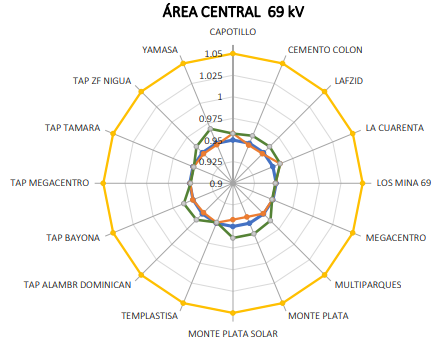 ÁREA CENTRAL 69 kV
CAPOTILLO
YAMASA
CEMENTO COLON
TAP ZF NIGUA
LAFZID
TAP TAMARA
LA CUARENTA
TAP MEGACENTRO
LOS MINA 69
TAP BAYONA
MEGACENTRO
TAP ALAMBR DOMINICAN
MULTIPARQUES
TEMPLASTISA
MONTE PLATA
MONTE PLATA SOLAR
1.05
1.025
1
0.975
0.95
0.925
0.9